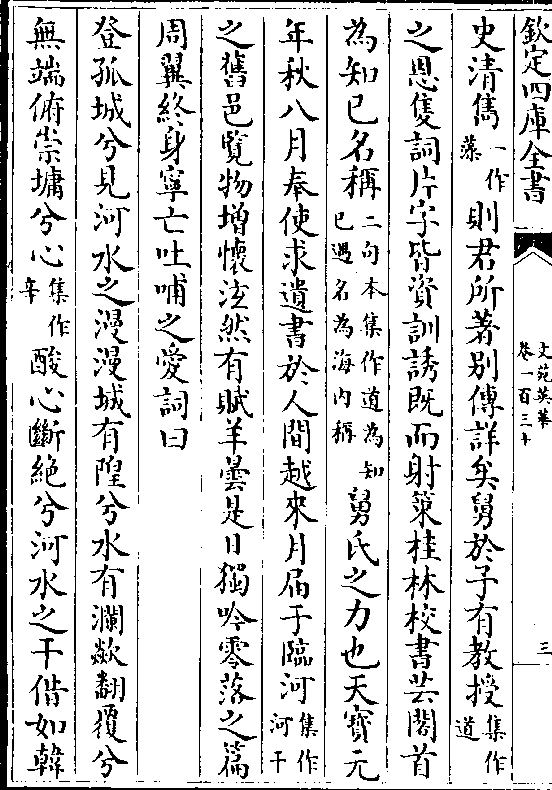 欽定四庫全書
文苑英華
卷一百三十
三
史清雋一作藻則君所著別傳詳矣舅於子有教授集作道
之恩隻詞片字皆資訓誘既而射策桂林校書芸閣首
為知已名稱二句本集作道為知已遇名為海内稱舅氏之力也天寳元
年秋八月奉使求遺書於人間越來月届于臨河集作河干
之舊邑覽物增懷泫然有賦羊曇是日獨吟零落之篇
周翼終身寧亡吐哺之愛詞曰
登孤城兮見河水之漫漫城有隍兮水有瀾歘翻覆兮
無端俯崇墉兮心集作辛酸心斷絶兮河水之干偕如韓